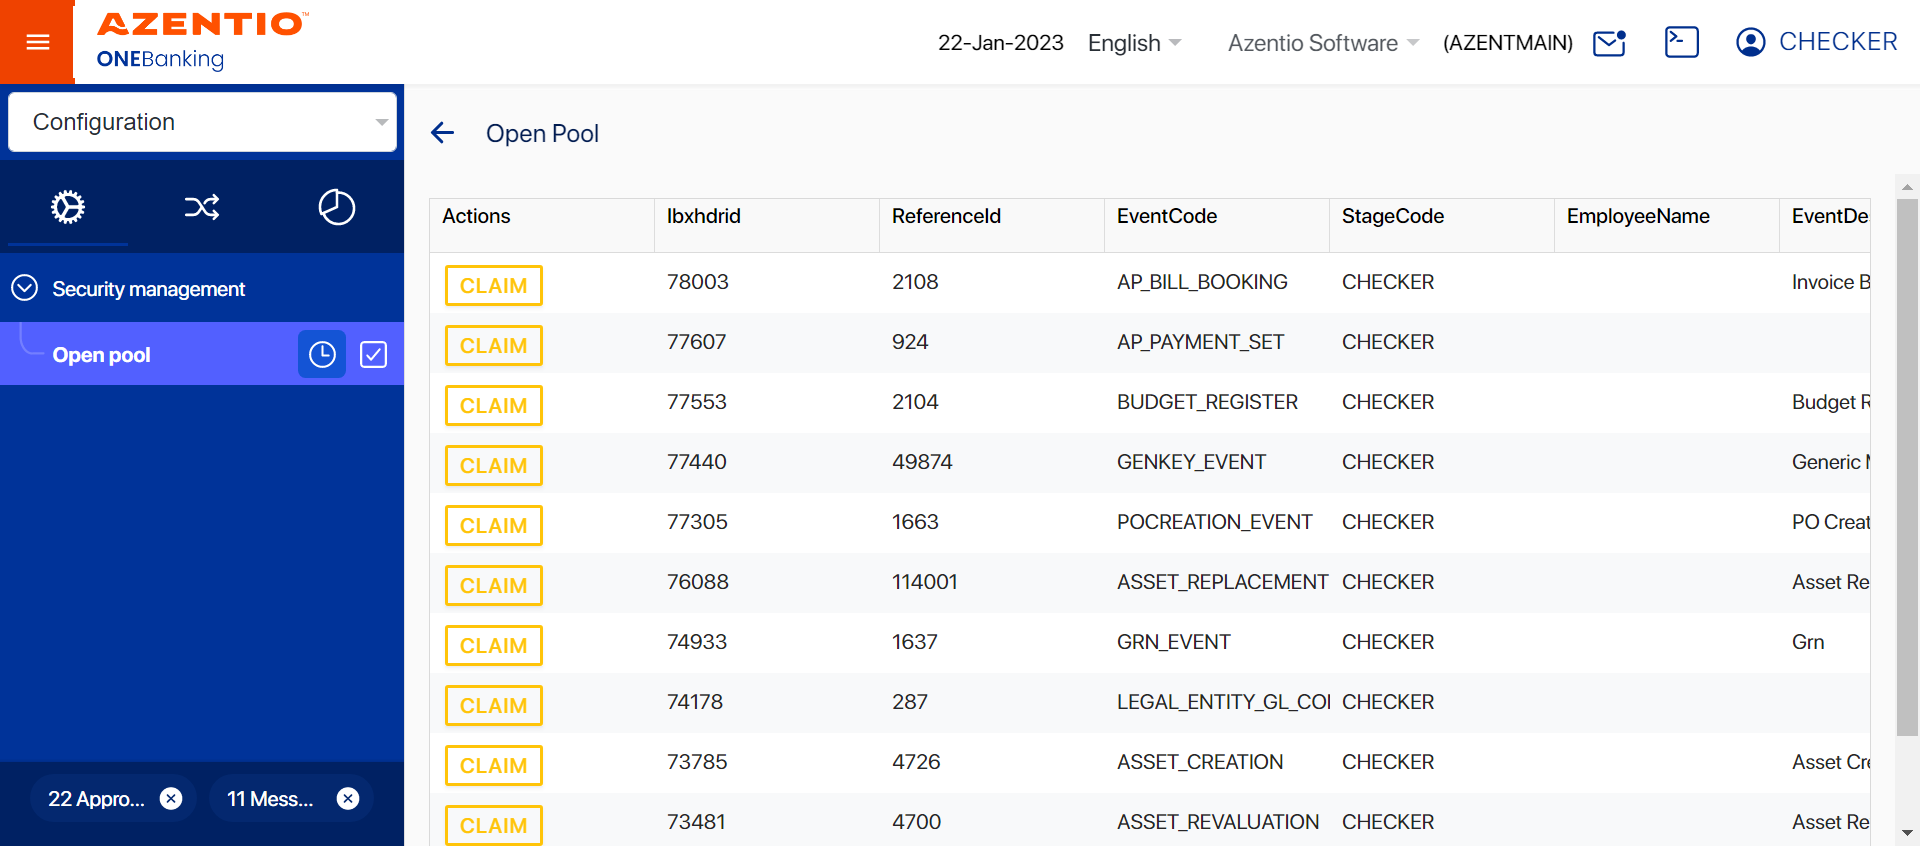 AZENTIO™
ONEBanking
22-Jan-2023 English Azentio Software (AZENTMAIN) CHECKER
Configuration
Security management
Open pool
22 Appro...
11 Mess...
Open Pool
Actions Ibxhdrid ReferenceId EventCode StageCode EmployeeName EventDe
CLAIM 78003 2108 AP_BILL_BOOKING CHECKER Invoice B
CLAIM 77607 924 AP_PAYMENT_SET CHECKER
CLAIM 77553 2104 BUDGET_REGISTER CHECKER Budget R
CLAIM 77440 49874 GENKEY_EVENT CHECKER Generic M
CLAIM 77305 1663 POCREATION_EVENT CHECKER PO Creat
CLAIM 76088 114001 ASSET_REPLACEMENT CHECKER Asset Re
CLAIM 74933 1637 GRN_EVENT CHECKER Grn
CLAIM 74178 287 LEGAL_ENTITY_GL_CO CHECKER
CLAIM 73785 4726 ASSET_CREATION CHECKER Asset Cre
CLAIM 73481 4700 ASSET_REVALUATION CHECKER Asset Re